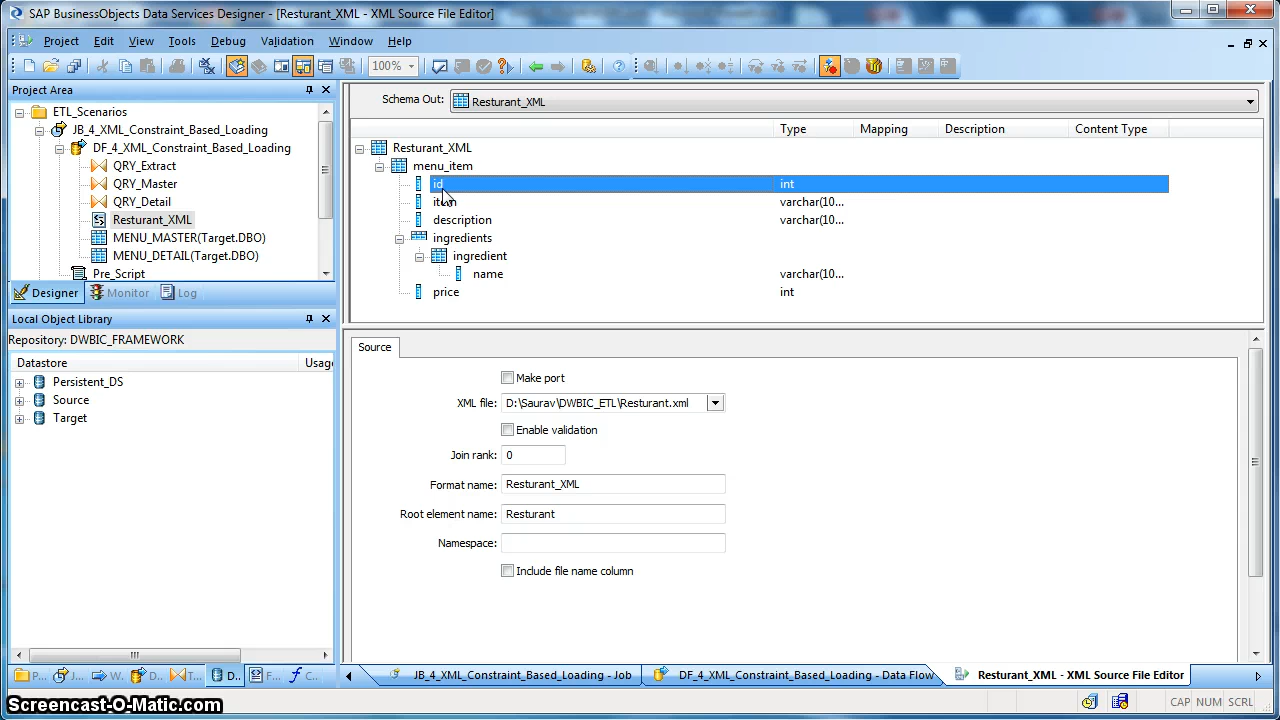 SAP BusinessObjects Data Services Designer - [Resturant_XML - XML Source File Editor]
Project Edit View Tools Debug Validation Window Help
100%
Project Area
ETL_Scenarios
JB_4_XML_Constraint_Based_Loading
DF_4_XML_Constraint_Based_Loading
QRY_Extract
QRY_Master
QRY_Detail
Resturant_XML
MENU_MASTER(Target.DBO)
MENU_DETAIL(Target.DBO)
Pre_Script
Designer Monitor Log
Local Object Library
Repository: DWBIC_FRAMEWORK
Datastore Usage
Persistent_DS
Source
Target
P... J... W... D... T... D.. F... C..
Schema Out: Resturant_XML
Type Mapping Description Content Type
Resturant_XML
menu_item
id int
item varchar(10...
description varchar(10...
ingredients
ingredient
name varchar(10...
price int
Source
Make port
XML file: D:\Saurav\DWBIC_ETL\Resturant.xml
Enable validation
Join rank: 0
Format name: Resturant_XML
Root element name: Resturant
Namespace:
Include file name column
JB_4_XML_Constraint_Based_Loading - Job DF_4_XML_Constraint_Based_Loading - Data Flow Resturant_XML - XML Source File Editor
CAP NUM SCRL
Screencast-O-Matic.com